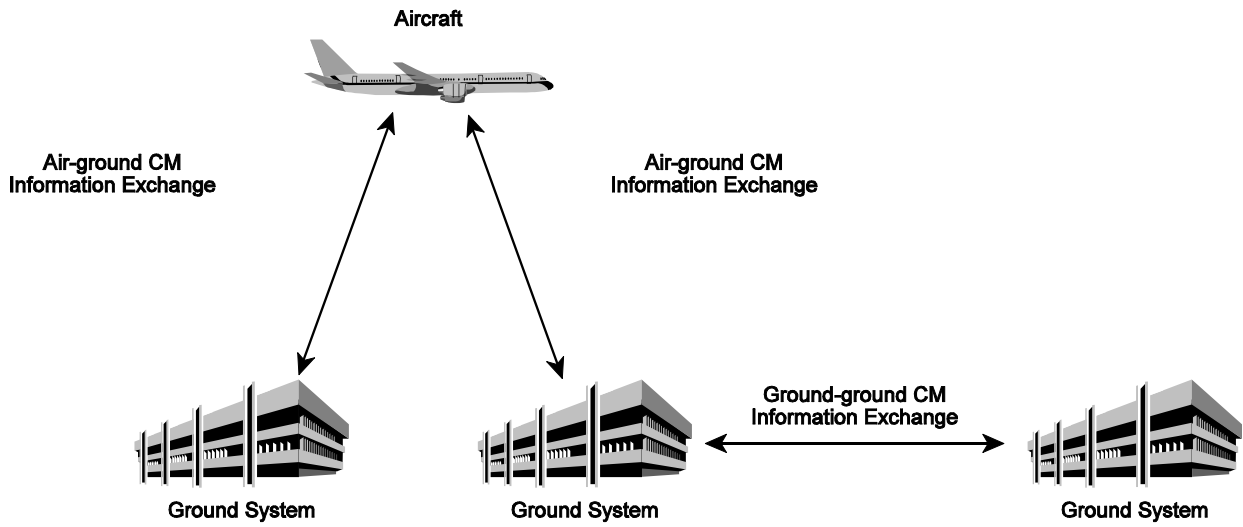 Aircraft
Air-ground CM
Information Exchange
Air-ground CM
Information Exchange
Ground-ground CM
Information Exchange
Ground System
Ground System
Ground System